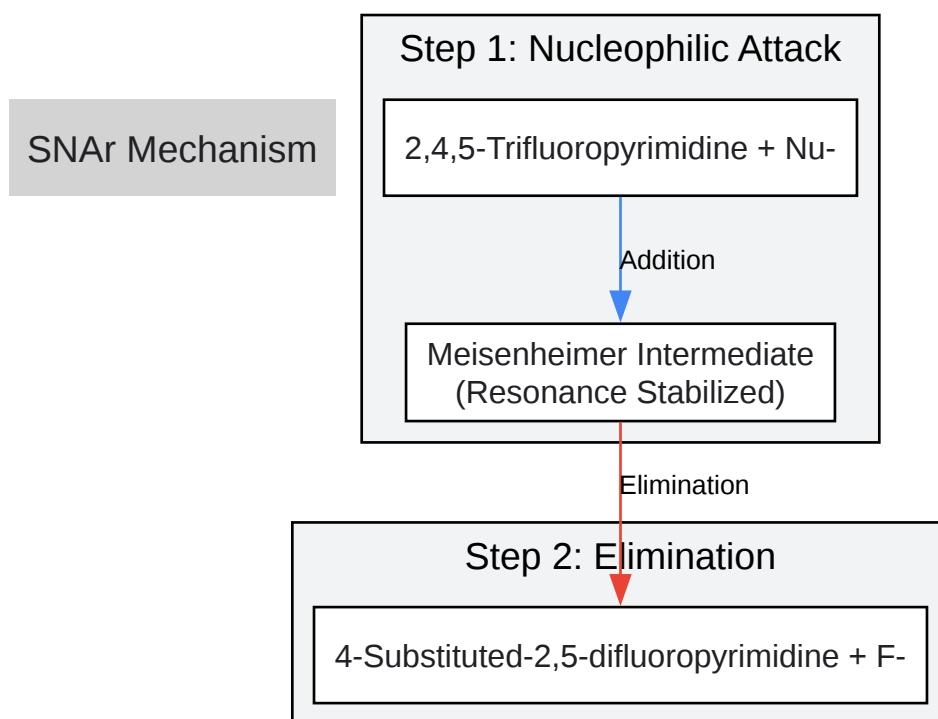 Step 1: Nucleophilic Attack
SNAr Mechanism
2,4,5-Trifluoropyrimidine + Nu-
Addition
Meisenheimer Intermediate
(Resonance Stabilized)
Elimination
Step 2: Elimination
4-Substituted-2,5-difluoropyrimidine + F-